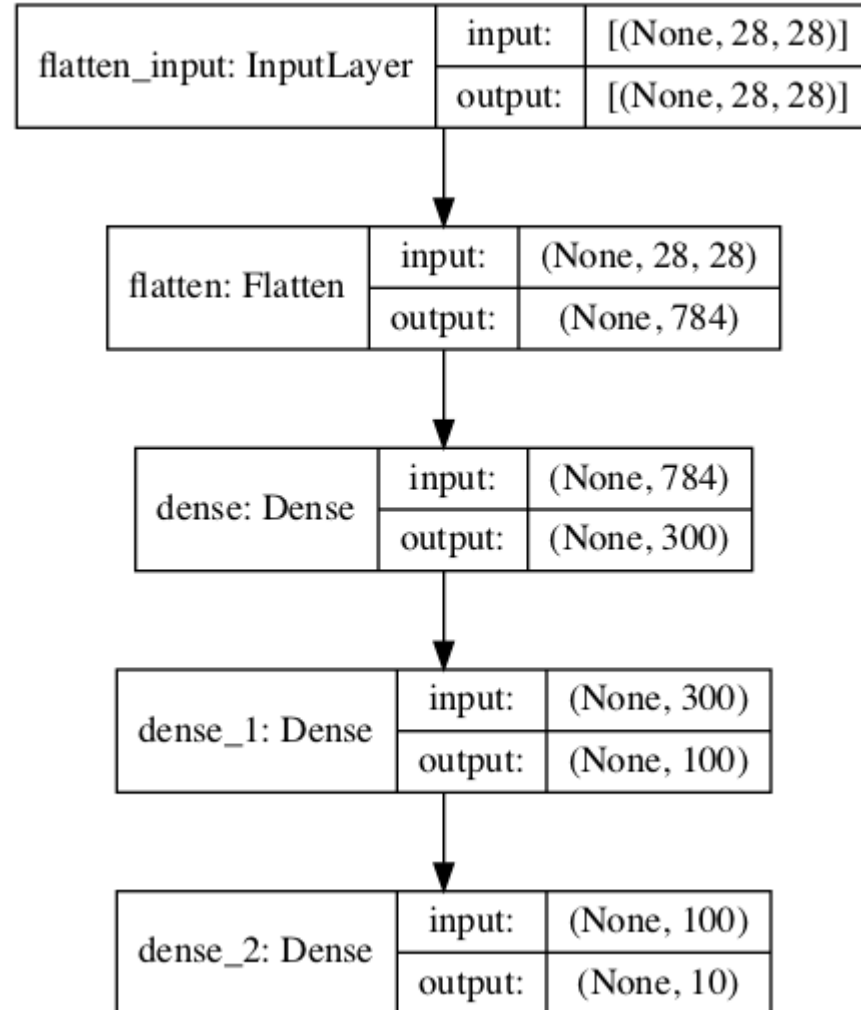 flatten_input: InputLayer
input: [(None, 28, 28)]
output: [(None, 28, 28)]
flatten: Flatten
input: (None, 28, 28)
output: (None, 784)
dense: Dense
input: (None, 784)
output: (None, 300)
dense_1: Dense
input: (None, 300)
output: (None, 100)
dense_2: Dense
input: (None, 100)
output: (None, 10)